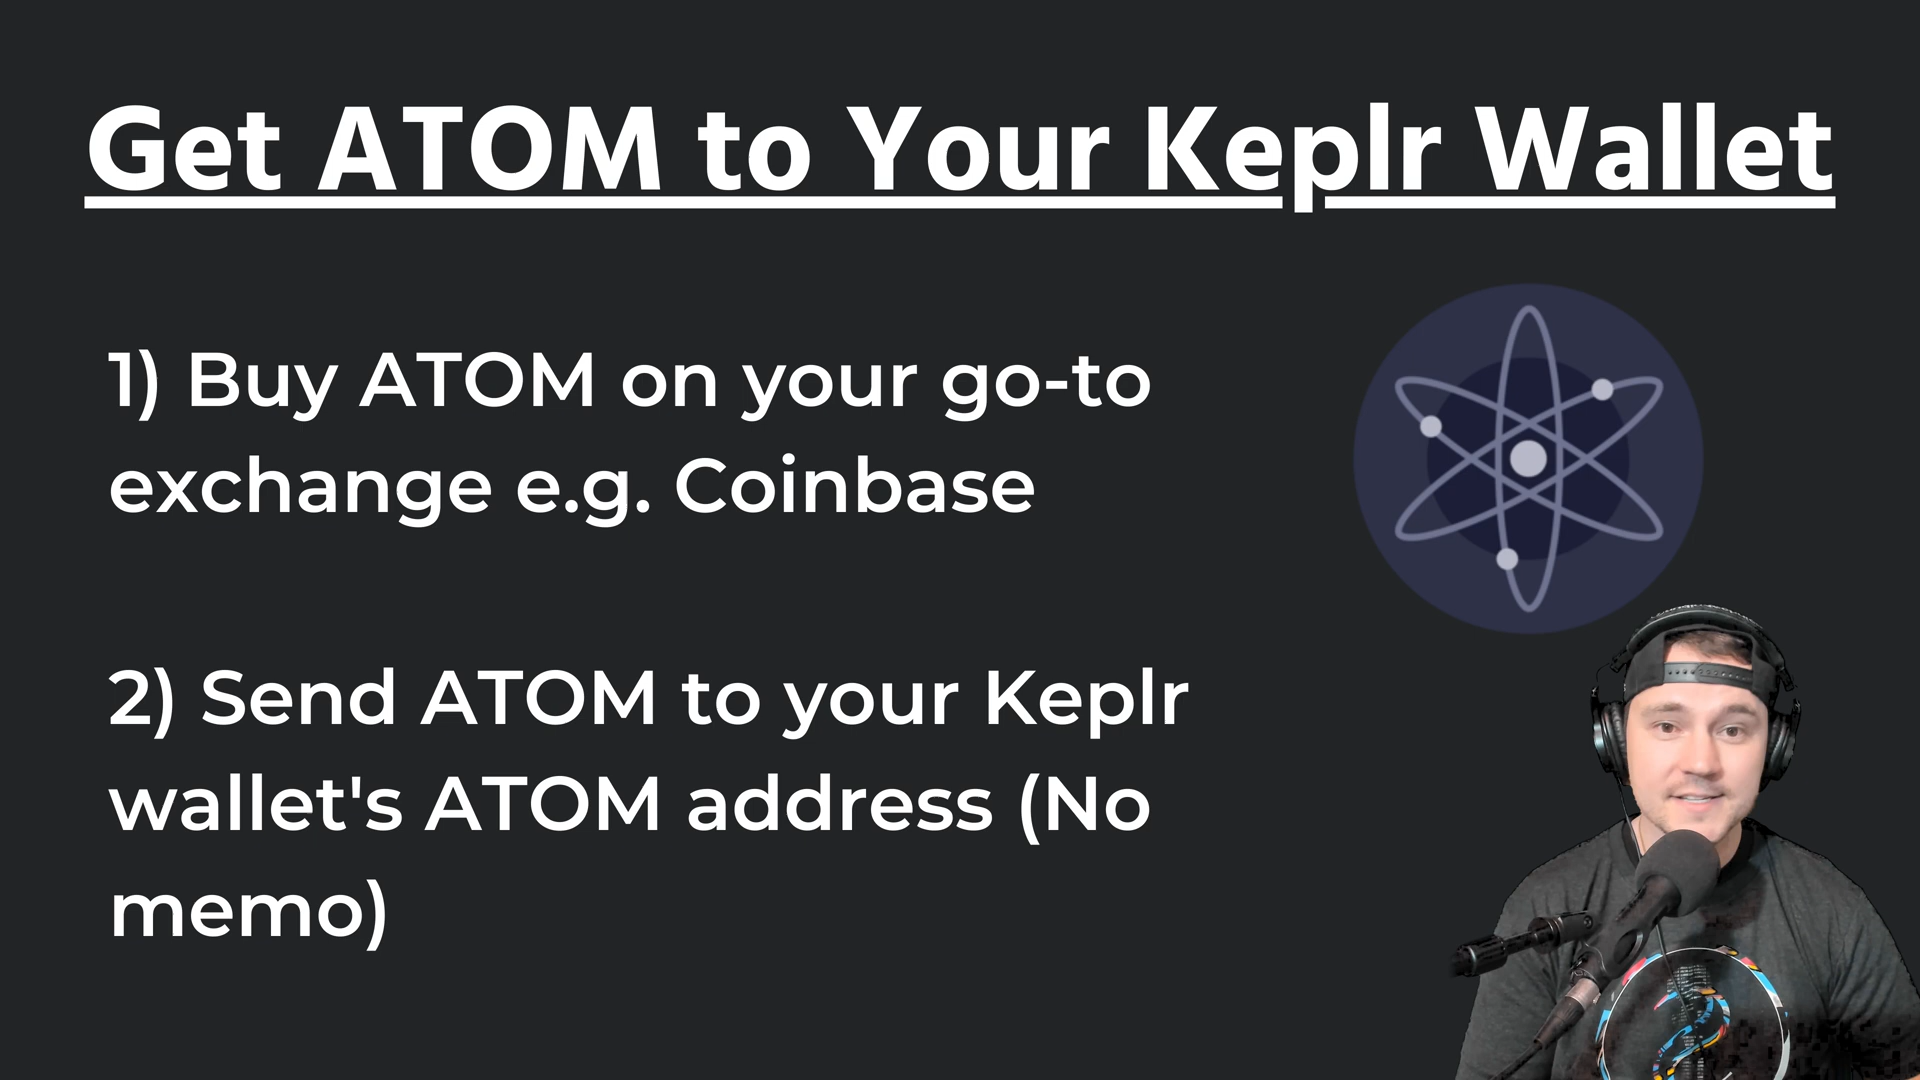 Get ATOM to Your Keplr Wallet
1) Buy ATOM on your go-to
exchange e.g. Coinbase
2) Send ATOM to your Keplr
wallet's ATOM address (No
memo)